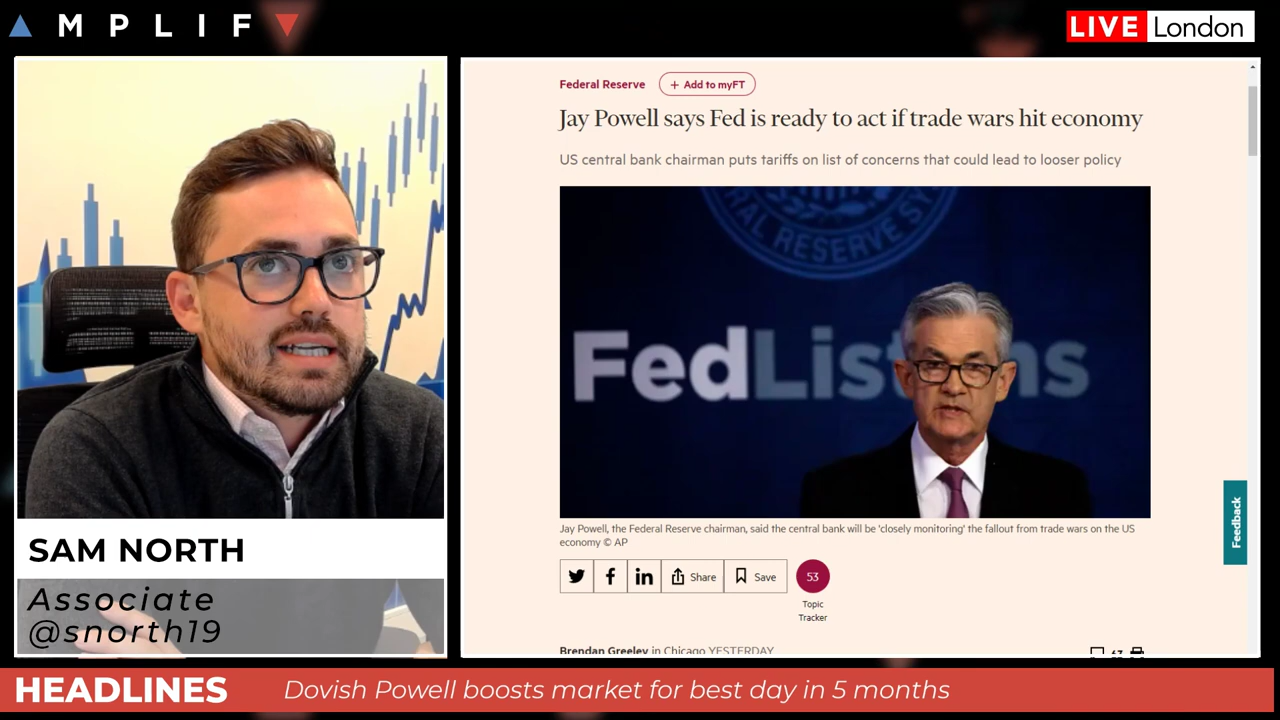 MPLIF
LIVE London
Federal Reserve
+ Add to myFT
Jay Powell says Fed is ready to act if trade wars hit economy
US central bank chairman puts tariffs on list of concerns that could lead to looser policy
RAL RESERVE SY
FedListens
Jay Powell, the Federal Reserve chairman, said the central bank will be 'closely monitoring' the fallout from trade wars on the US
economy © AP
Share
Save
53
Topic
Tracker
Feedback
Brendan Greeley in Chicago YESTERDAY
SAM NORTH
Associate
@snorth19
HEADLINES Dovish Powell boosts market for best day in 5 months